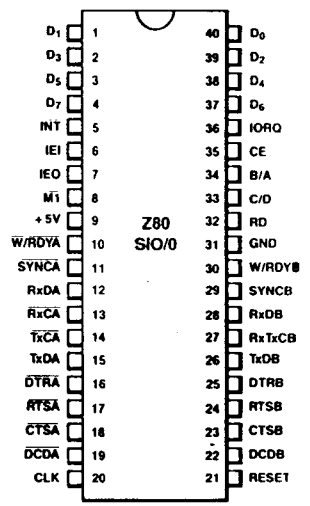 D1 1 40 D0
D3 2 39 D2
D5 3 38 D4
D7 4 37 D6
INT 5 36 IORQ
IEI 6 35 CE
IEO 7 34 B/A
M1 8 33 C/D
+5V 9 32 RD
Z80
SIO/0
W/RDYA 10 31 GND
SYNCA 11 30 W/RDYB
RxDA 12 29 SYNCB
RxCA 13 28 RxDB
TxCA 14 27 RxTxCB
TxDA 15 26 TxDB
DTRA 16 25 DTRB
RTSA 17 24 RTSB
CTSA 18 23 CTSB
DCDA 19 22 DCDB
CLK 20 21 RESET